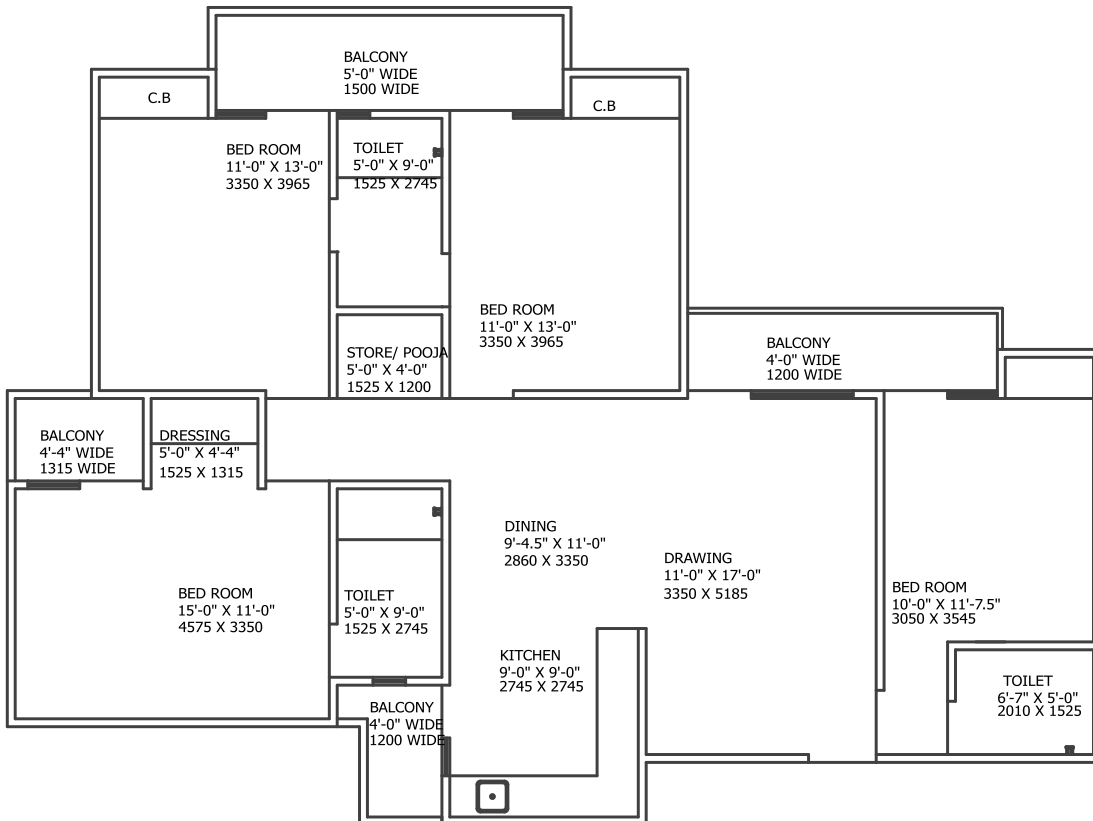 BALCONY
5'-0" WIDE
1500 WIDE
C.B
C.B
BED ROOM
11'-0" X 13'-0"
3350 X 3965
TOILET
5'-0" X 9'-0"
1525 X 2745
BED ROOM
11'-0" X 13'-0"
3350 X 3965
STORE/ POOJA
5'-0" X 4'-0"
1525 X 1200
BALCONY
4'-0" WIDE
1200 WIDE
BALCONY
4'-4" WIDE
1315 WIDE
DRESSING
5'-0" X 4'-4"
1525 X 1315
DINING
9'-4.5" X 11'-0"
2860 X 3350
DRAWING
11'-0" X 17'-0"
3350 X 5185
BED ROOM
15'-0" X 11'-0"
4575 X 3350
TOILET
5'-0" X 9'-0"
1525 X 2745
BED ROOM
10'-0" X 11'-7.5"
3050 X 3545
KITCHEN
9'-0" X 9'-0"
2745 X 2745
TOILET
6'-7" X 5'-0"
2010 X 1525
BALCONY
4'-0" WIDE
1200 WIDE